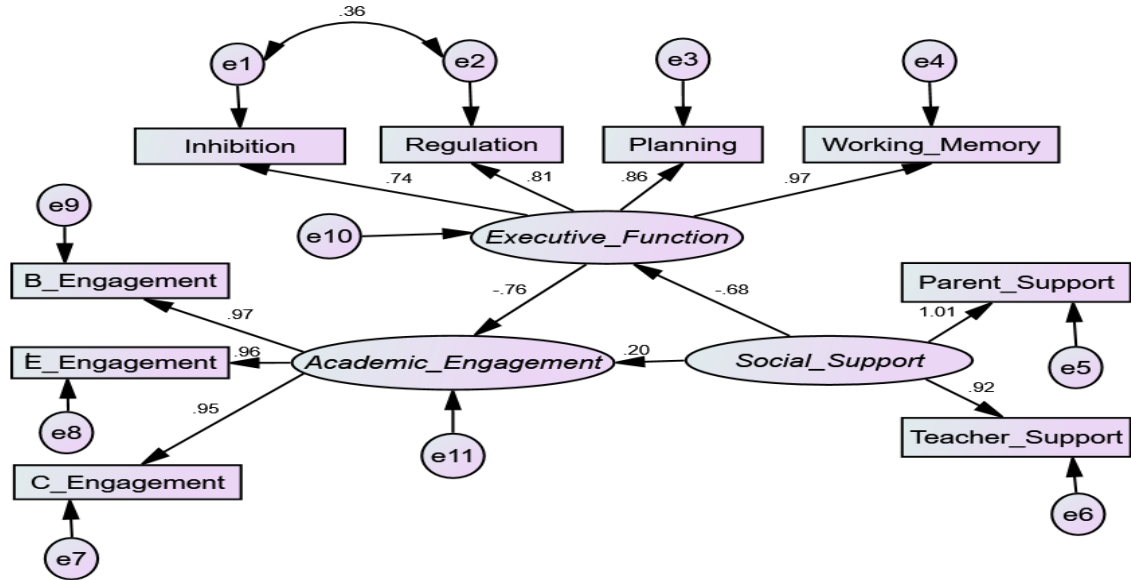 .36
e1
e2
e3
e4
Inhibition
Regulation
Planning
Working_Memory
.74
.81
.86
.97
e9
e10
Executive_Function
B_Engagement
Parent_Support
-.76
-.68
1.01
.97
E_Engagement
.96
Academic_Engagement
.20
Social_Support
e5
.92
.95
e8
e11
Teacher_Support
C_Engagement
e6
e7